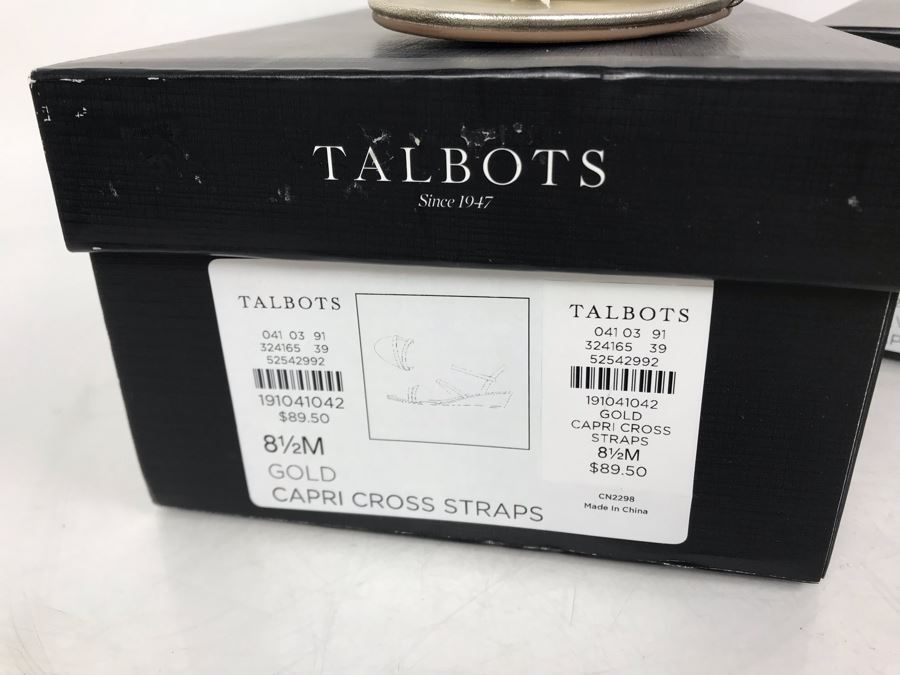 TALBOTS
Since 1947
TALBOTS
041 03 91
324165 39
52542992
191041042
$89.50
8½M
GOLD
CAPRI CROSS STRAPS
TALBOTS
041 03 91
324165 39
52542992
191041042
GOLD
CAPRI CROSS
STRAPS
8½M
$89.50
CN2298
Made In China